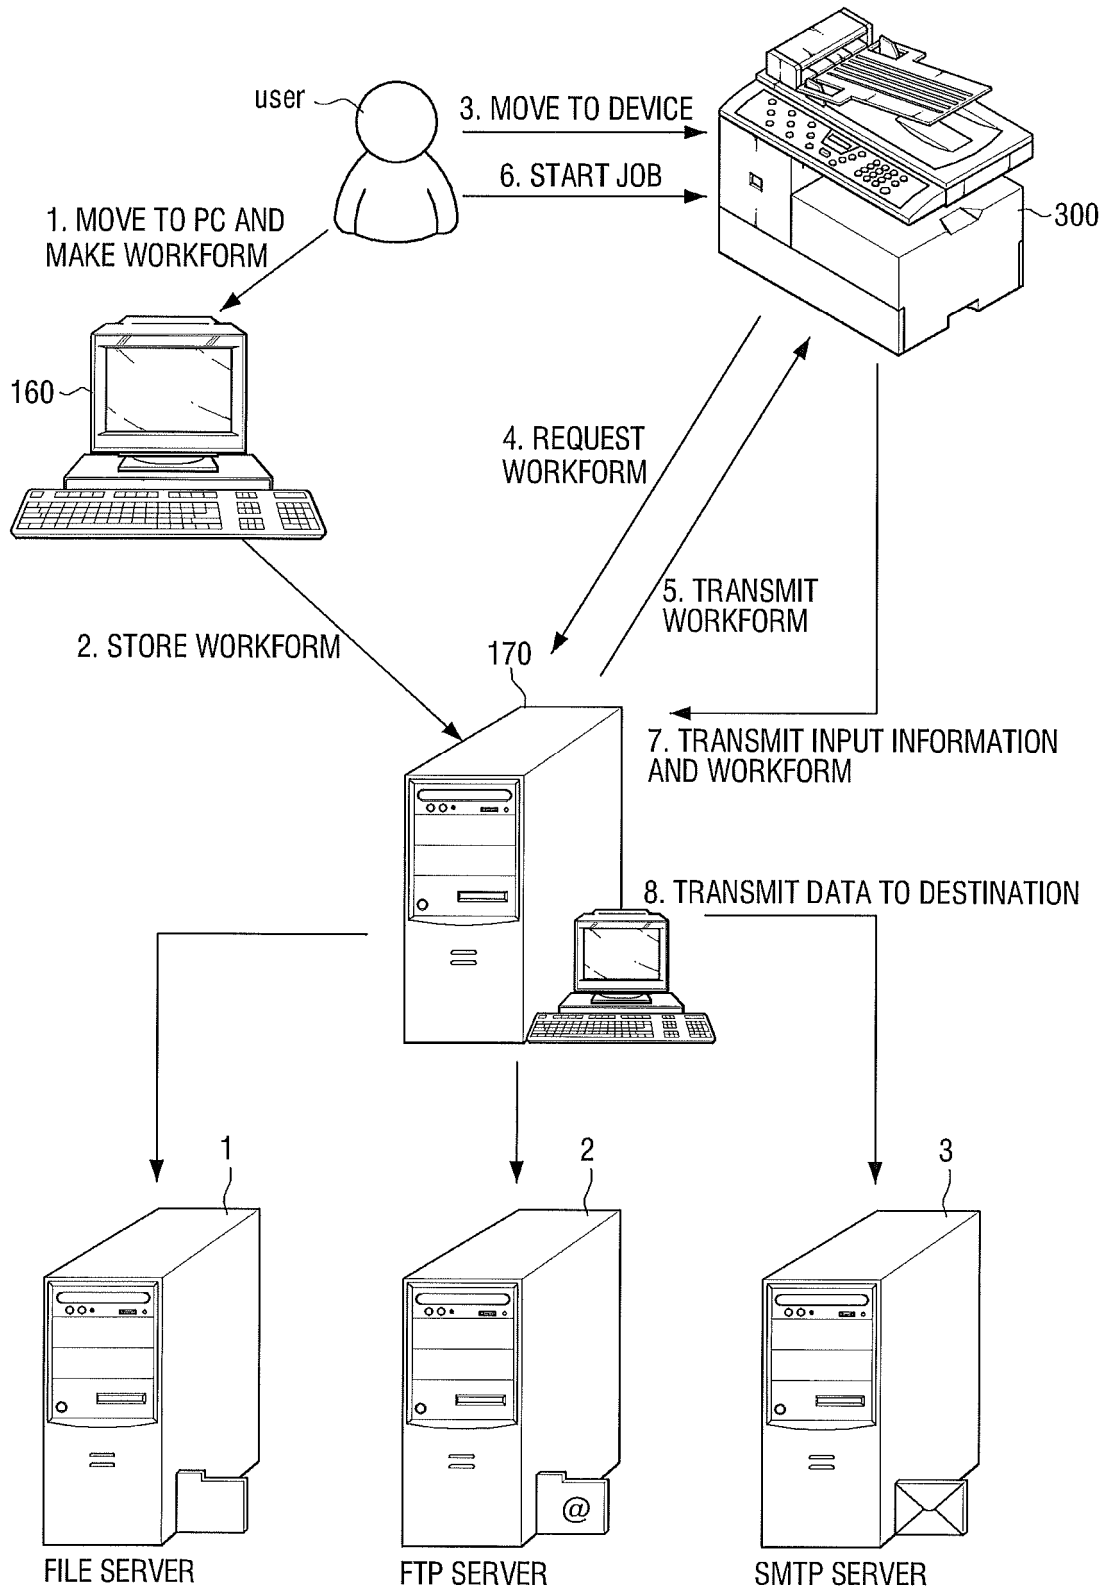 user
3. MOVE TO DEVICE
6. START JOB
300
1. MOVE TO PC AND
MAKE WORKFORM
160
4. REQUEST
WORKFORM
5. TRANSMIT
WORKFORM
2. STORE WORKFORM
170
7. TRANSMIT INPUT INFORMATION
AND WORKFORM
8. TRANSMIT DATA TO DESTINATION
1
2
3
@
FILE SERVER
FTP SERVER
SMTP SERVER